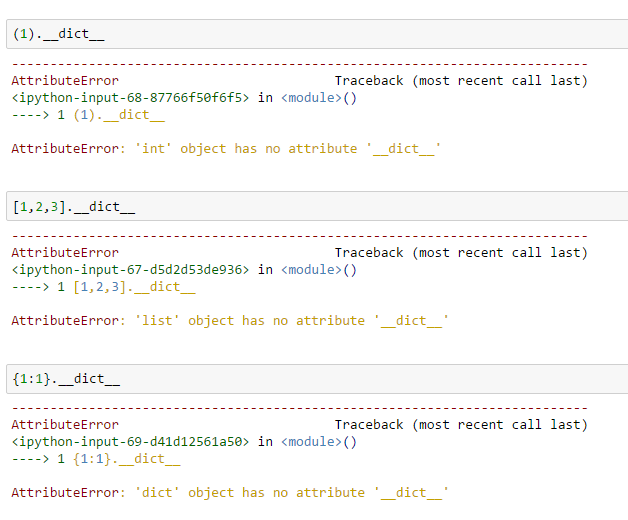 (1).__dict__
---------------------------------------------------------------------------
AttributeError                            Traceback (most recent call last)
<ipython-input-68-87766f50f6f5> in <module>()
----> 1 (1).__dict__
AttributeError: 'int' object has no attribute '__dict__'
[1,2,3].__dict__
---------------------------------------------------------------------------
AttributeError                            Traceback (most recent call last)
<ipython-input-67-d5d2d53de936> in <module>()
----> 1 [1,2,3].__dict__
AttributeError: 'list' object has no attribute '__dict__'
{1:1}.__dict__
---------------------------------------------------------------------------
AttributeError                            Traceback (most recent call last)
<ipython-input-69-d41d12561a50> in <module>()
----> 1 {1:1}.__dict__
AttributeError: 'dict' object has no attribute '__dict__'